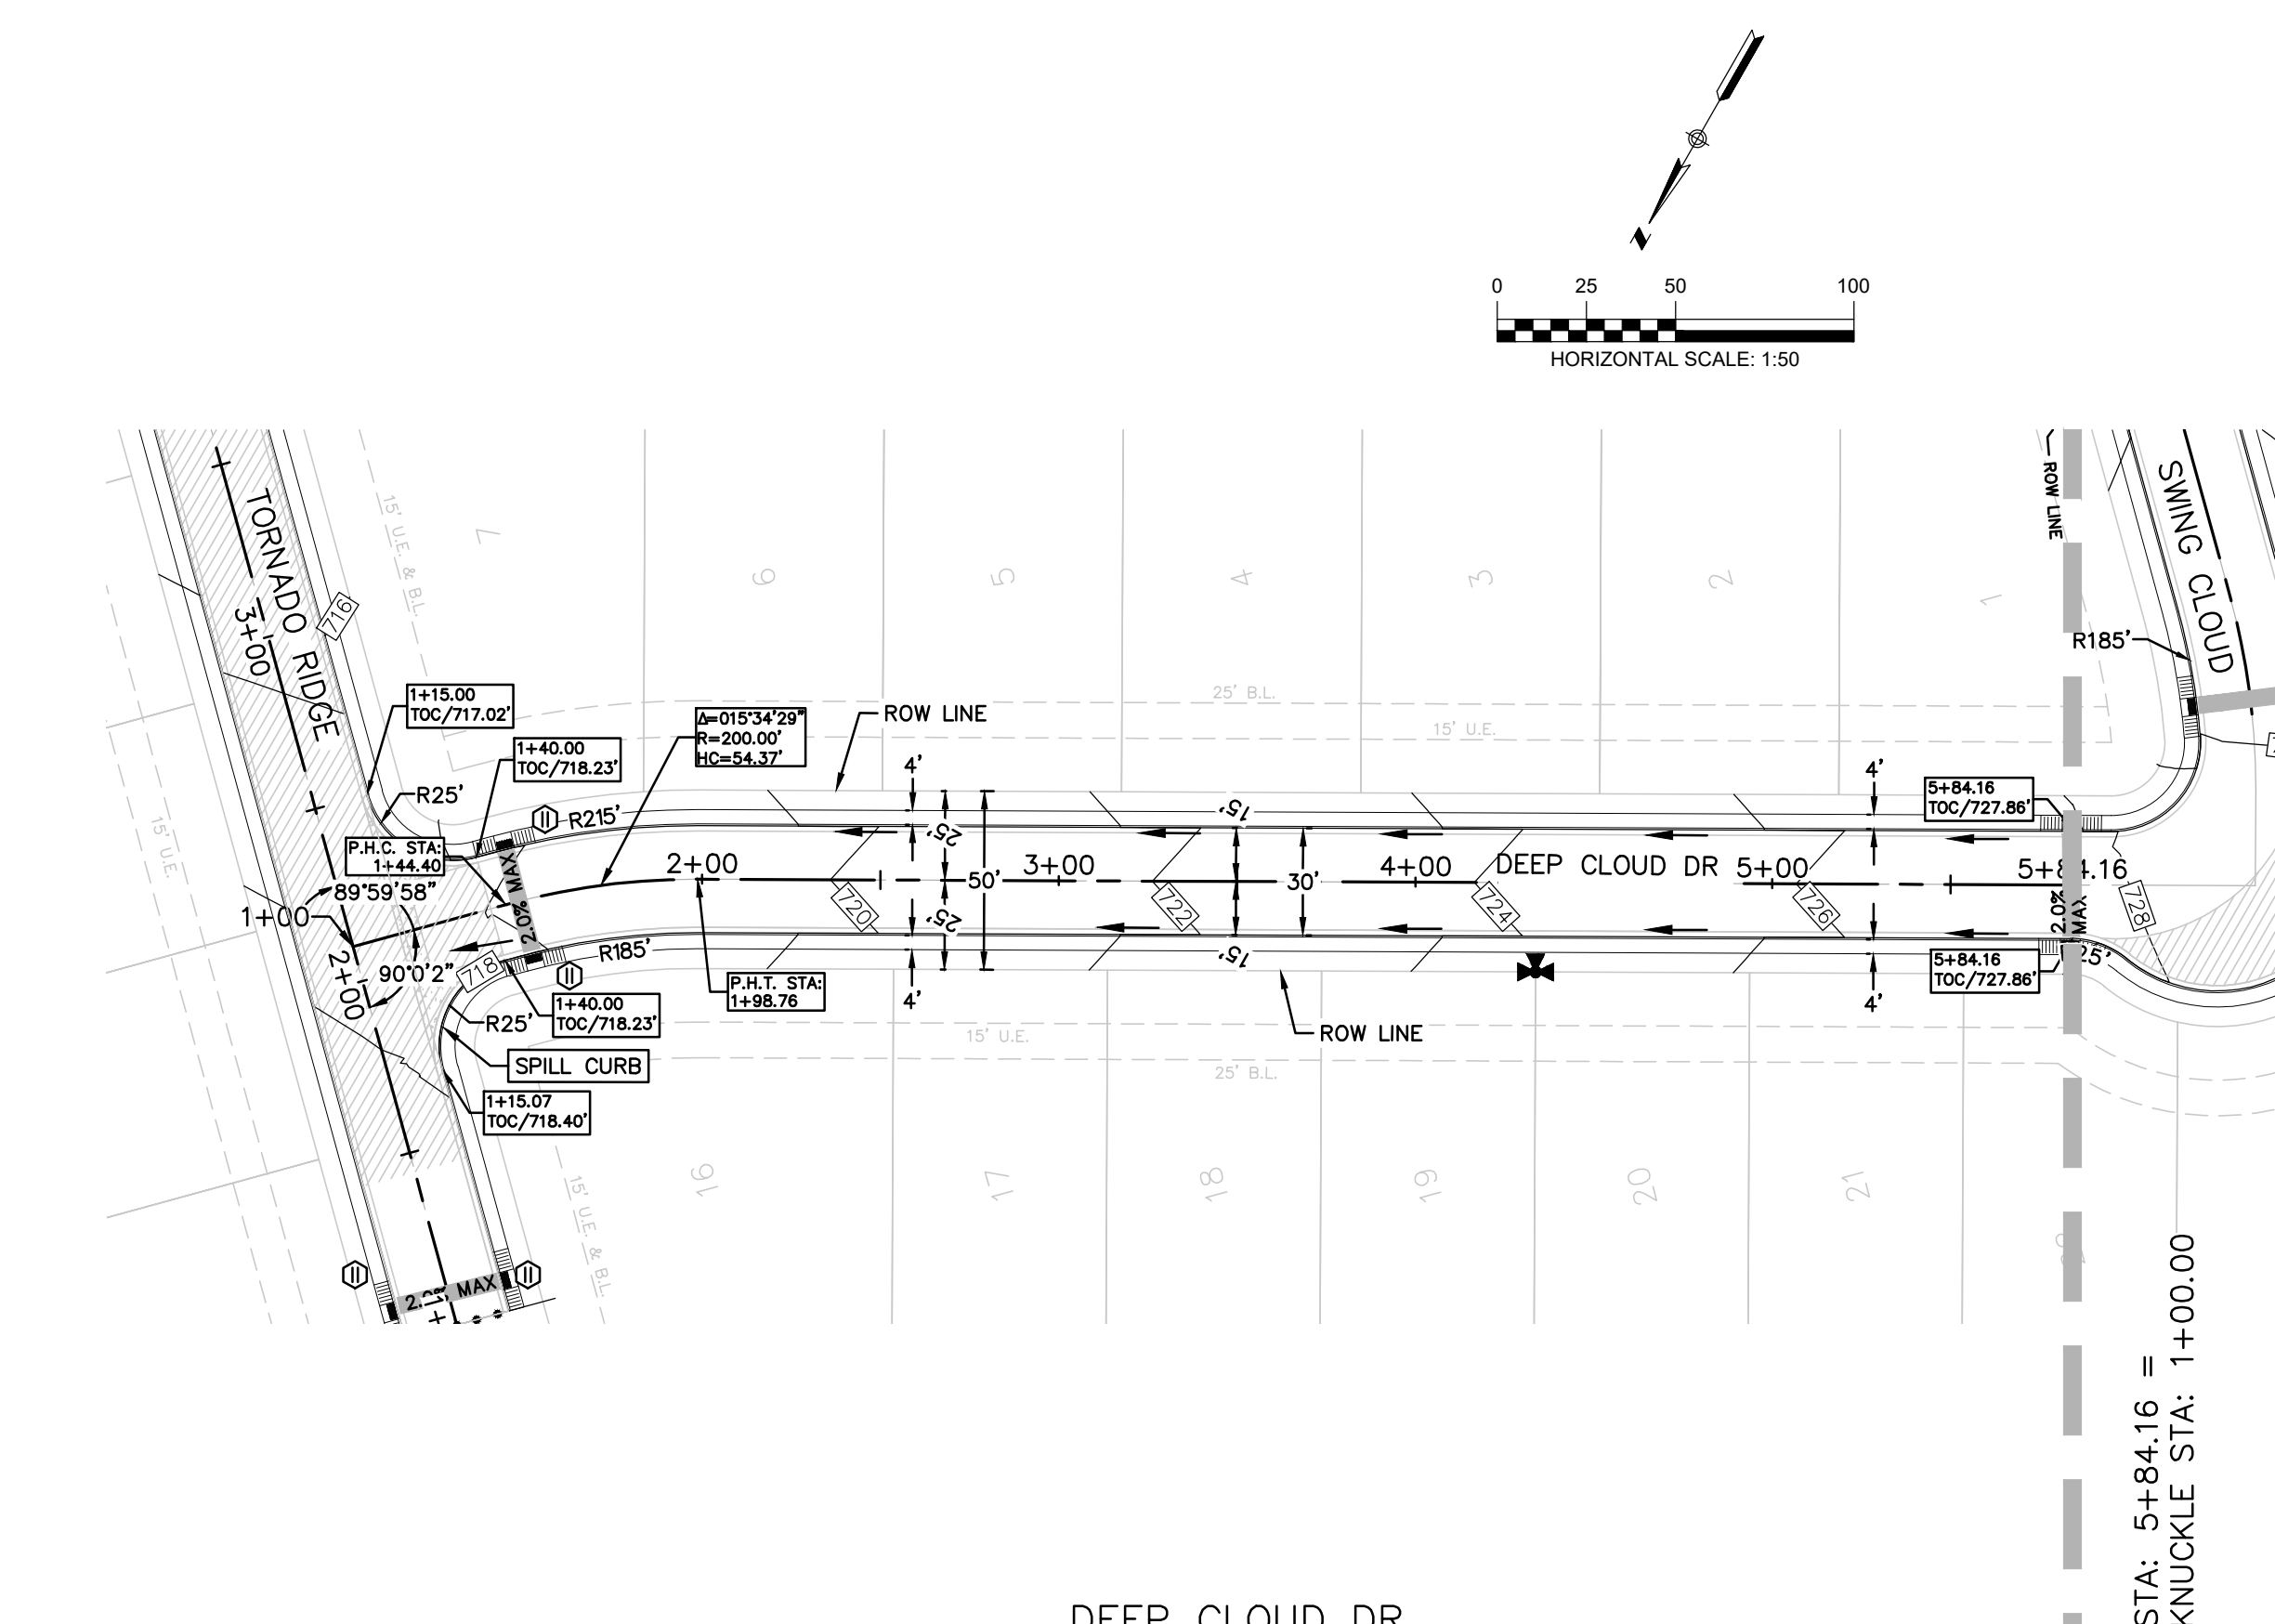 N
0 25 50 100
HORIZONTAL SCALE: 1:50
TORNADO RIDGE
3+00
716
15' U.E. & B.L.
7
6
5
4
3
2
1
ROW LINE
SWING CLOUD
R185'
1+15.00
TOC/717.02'
1+40.00
TOC/718.23'
R25'
Δ=015°34'29"
R=200.00'
HC=54.37'
ROW LINE
25' B.L.
15' U.E.
4'
4'
5+84.16
TOC/727.86'
15' U.E.
R215'
15'
P.H.C. STA:
1+44.40
2.0% MAX
2+00
25'
3+00
4+00
DEEP CLOUD DR
5+00
5+84.16
89°59'58"
1+00
50'
30'
720
722
724
726
728
2.0%
MAX
25'
2+00
90°0'2"
718
R185'
15'
R25'
P.H.T. STA:
1+98.76
1+40.00
TOC/718.23'
5+84.16
TOC/727.86'
4'
4'
R25'
15' U.E.
ROW LINE
SPILL CURB
25' B.L.
1+15.07
TOC/718.40'
15' U.E. & B.L.
16
17
18
19
20
21
2.0% MAX
1+
STA: 5+84.16 =
KNUCKLE STA: 1+00.00
DEEP CLOUD DR